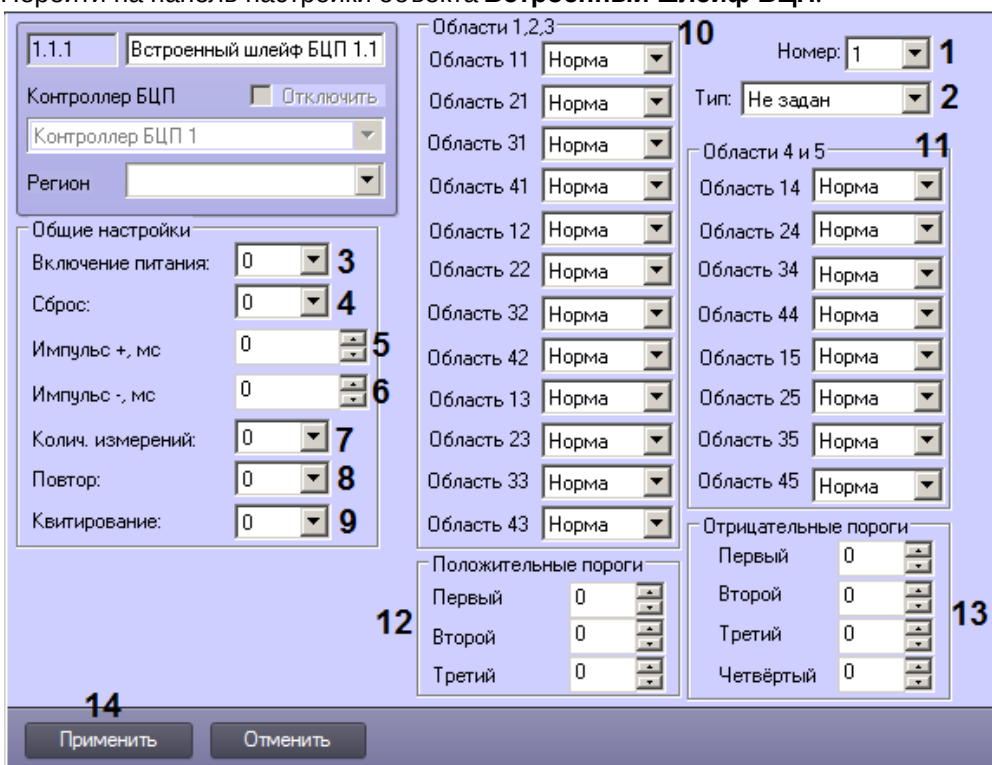 Перейти на панель настройки объекта Встроенный шлейф БЦП.
1.1.1 Встроенный шлейф БЦП 1.1
Контроллер БЦП Отключить
Контроллер БЦП 1
Регион
Общие настройки
Включение питания: 0 3
Сброс: 0 4
Импульс +, мс 0 5
Импульс -, мс 0 6
Колич. измерений: 0 7
Повтор: 0 8
Квитирование: 0 9
Области 1,2,3 10
Область 11 Норма
Область 21 Норма
Область 31 Норма
Область 41 Норма
Область 12 Норма
Область 22 Норма
Область 32 Норма
Область 42 Норма
Область 13 Норма
Область 23 Норма
Область 33 Норма
Область 43 Норма
Положительные пороги
12
Первый 0
Второй 0
Третий 0
Номер: 1 1
Тип: Не задан 2
Области 4 и 5 11
Область 14 Норма
Область 24 Норма
Область 34 Норма
Область 44 Норма
Область 15 Норма
Область 25 Норма
Область 35 Норма
Область 45 Норма
Отрицательные пороги
Первый 0
Второй 0
13
Третий 0
Четвёртый 0
14
Применить Отменить